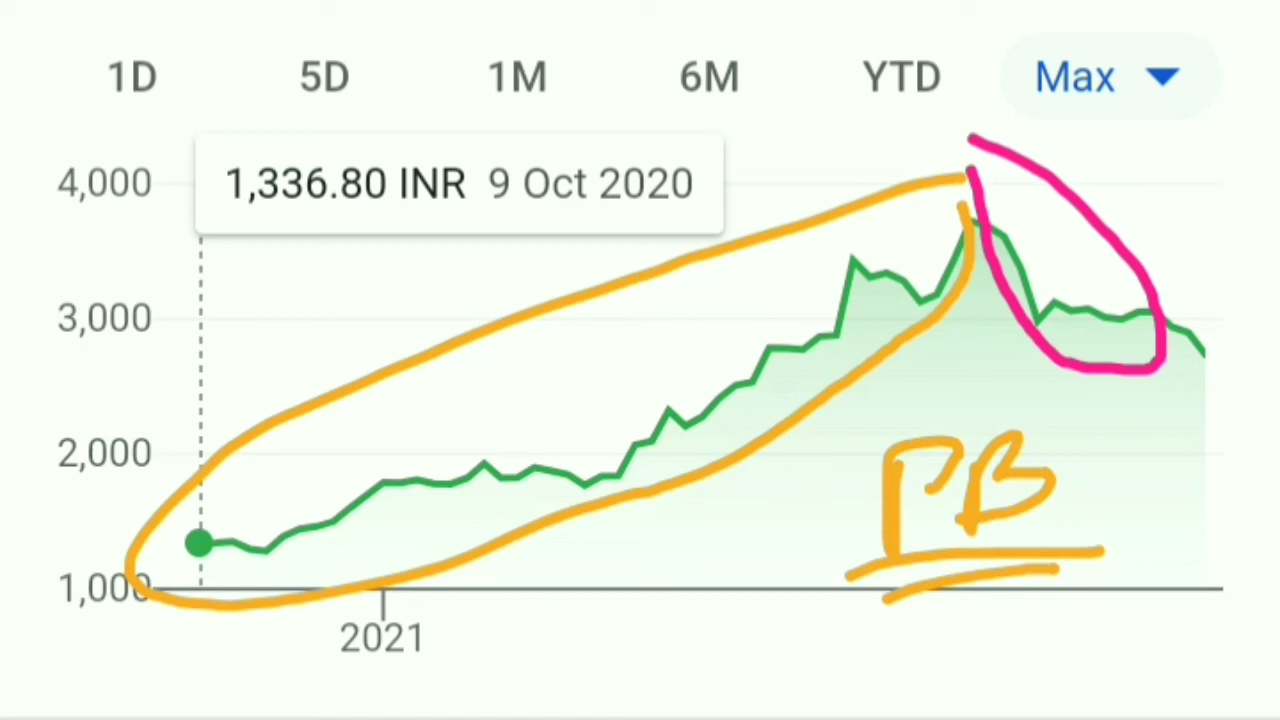 1D 5D 1M 6M YTD Max
1,336.80 INR 9 Oct 2020
4,000
3,000
2,000
1,000
PB
2021